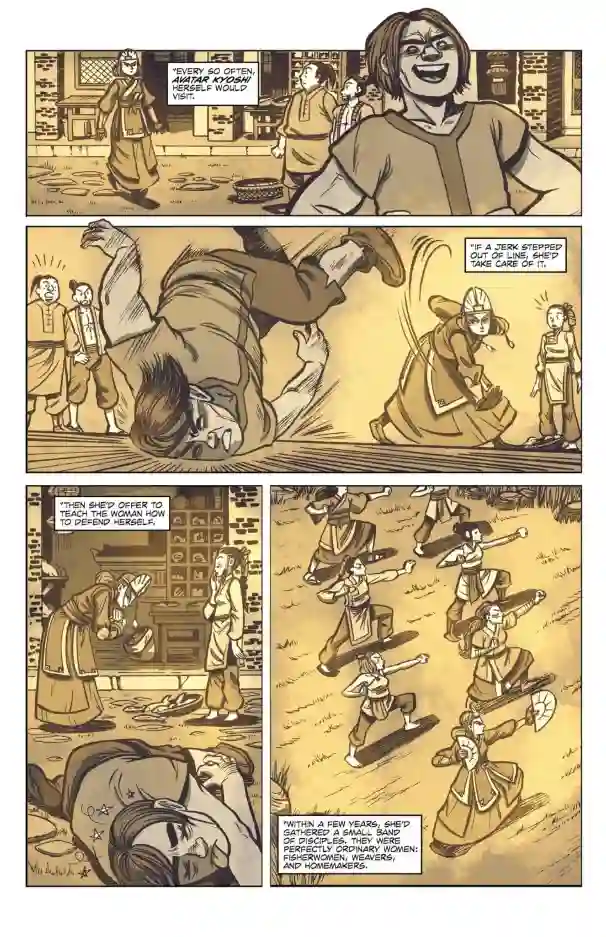 "EVERY SO OFTEN,
AVATAR KYOSHI
HERSELF WOULD
VISIT.
"IF A JERK STEPPED
OUT OF LINE, SHE'D
TAKE CARE OF IT.
"THEN SHE'D OFFER TO
TEACH THE WOMAN HOW
TO DEFEND HERSELF.
"WITHIN A FEW YEARS, SHE'D
GATHERED A SMALL BAND
OF DISCIPLES. THEY WERE
PERFECTLY ORDINARY WOMEN:
FISHERWOMEN, WEAVERS,
AND HOMEMAKERS.